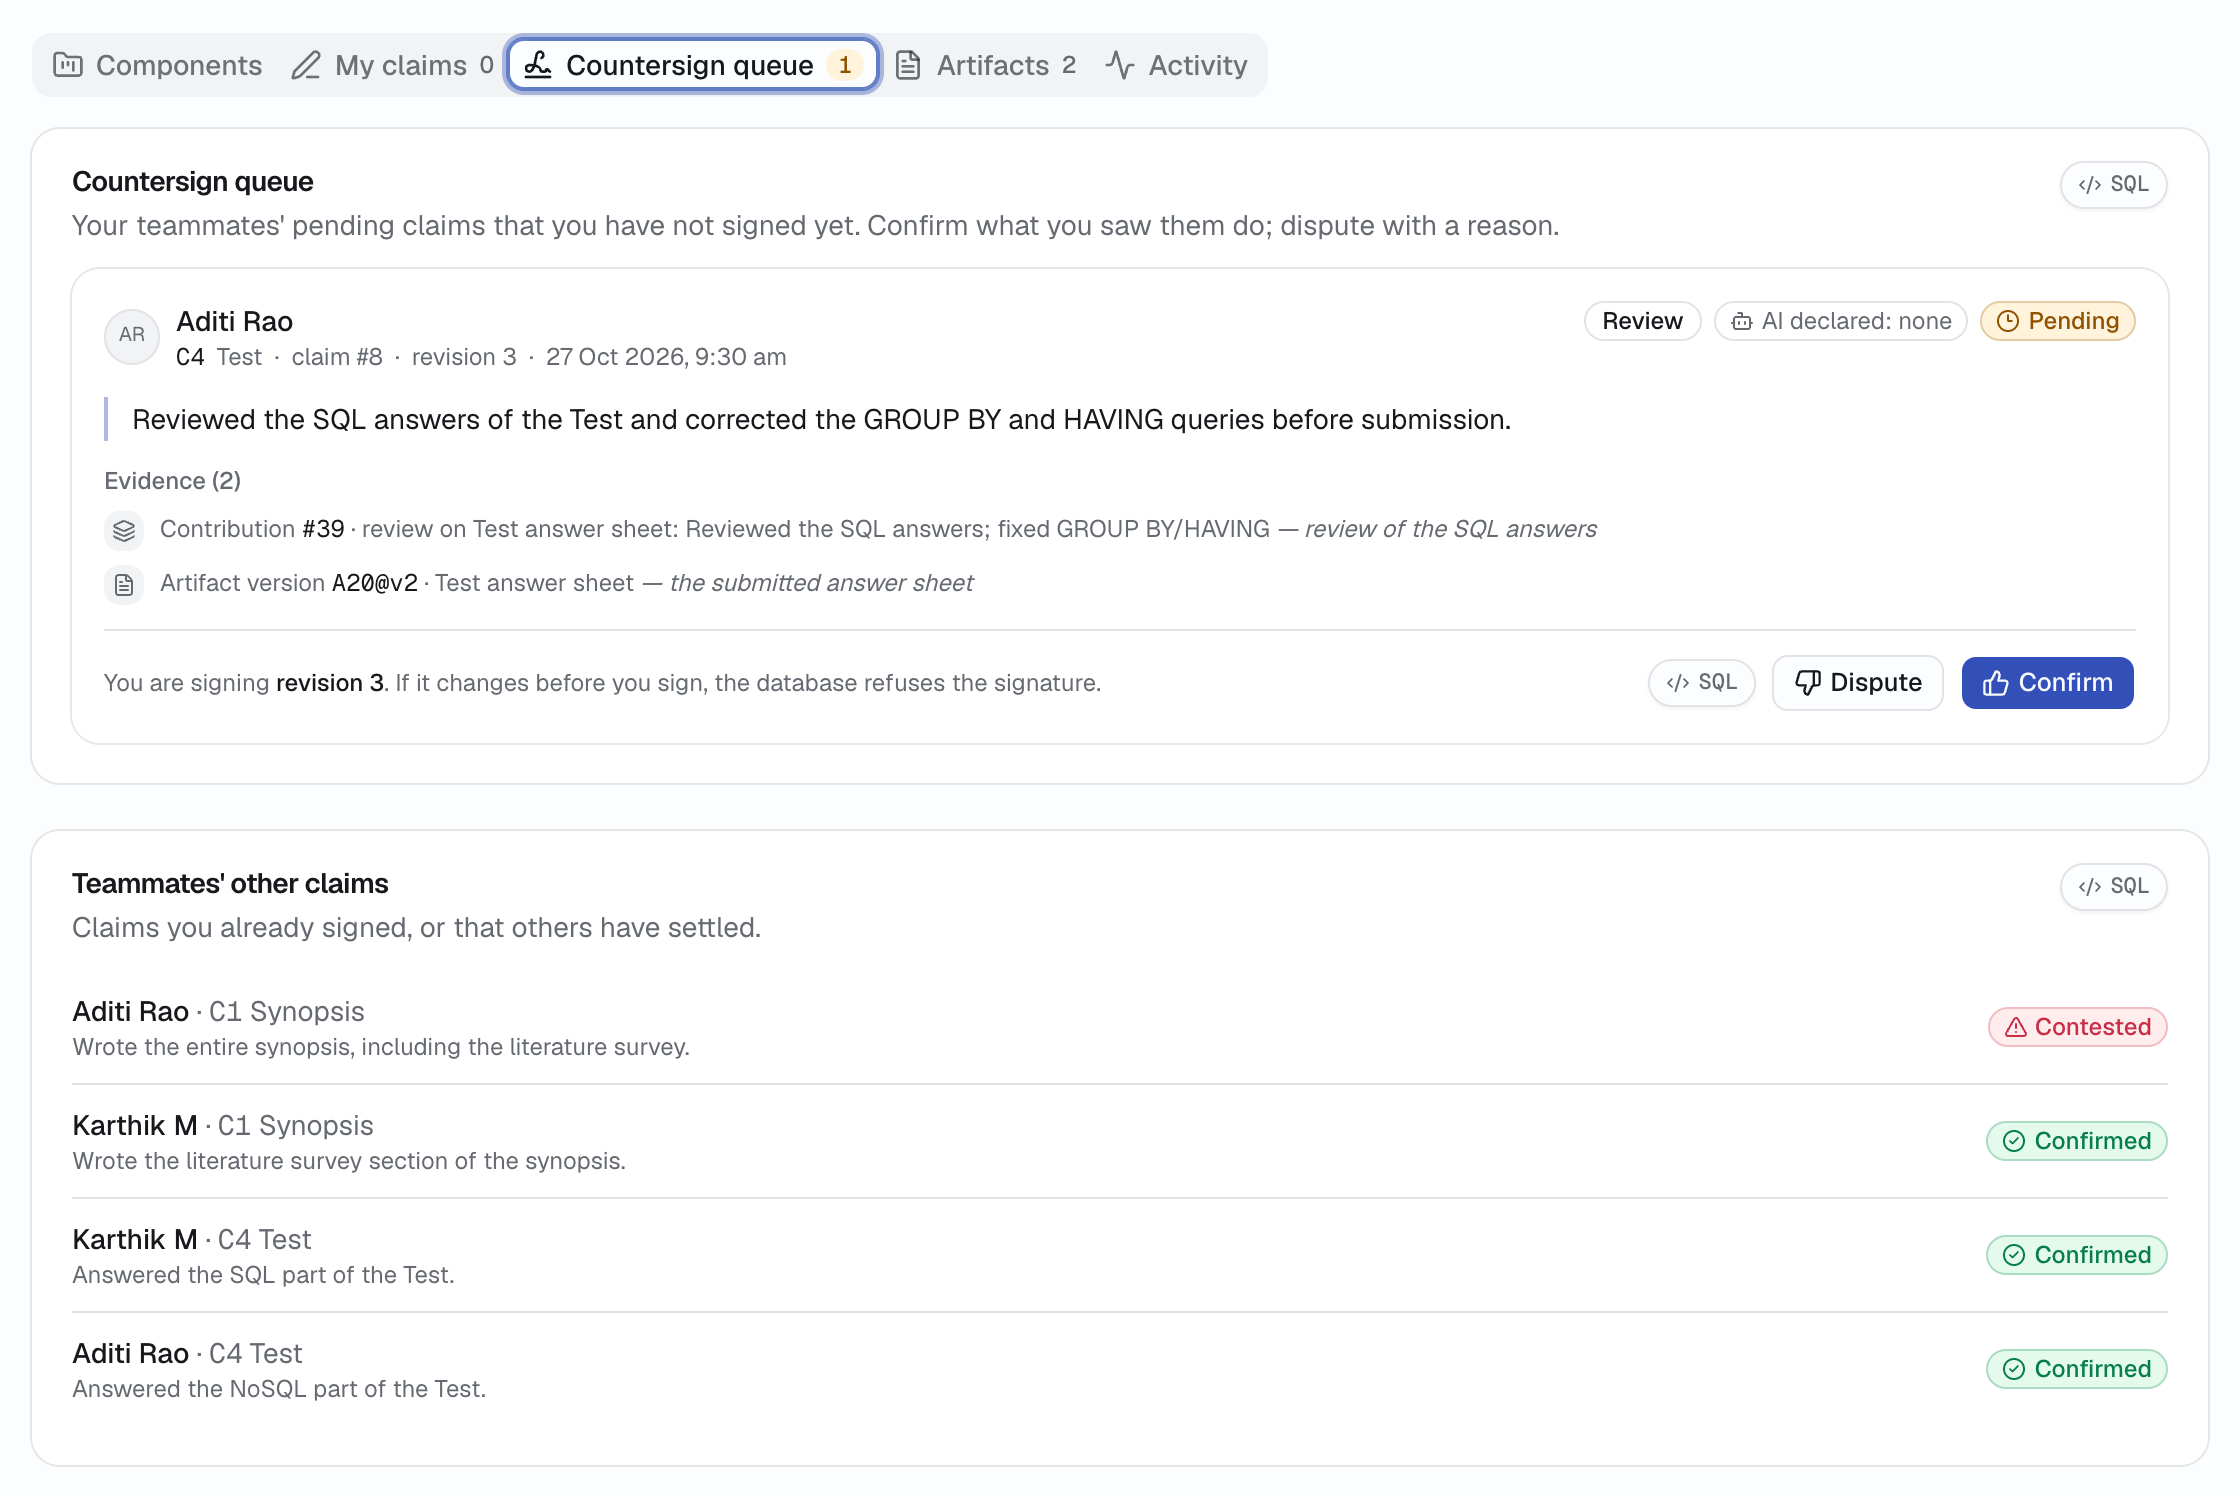 Components My claims 0 Countersign queue 1 Artifacts 2 Activity
Countersign queue
</> SQL
Your teammates' pending claims that you have not signed yet. Confirm what you saw them do; dispute with a reason.
AR
Aditi Rao
Review AI declared: none Pending
C4 Test · claim #8 · revision 3 · 27 Oct 2026, 9:30 am
Reviewed the SQL answers of the Test and corrected the GROUP BY and HAVING queries before submission.
Evidence (2)
Contribution #39 · review on Test answer sheet: Reviewed the SQL answers; fixed GROUP BY/HAVING — review of the SQL answers
Artifact version A20@v2 · Test answer sheet — the submitted answer sheet
You are signing revision 3. If it changes before you sign, the database refuses the signature.
</> SQL Dispute Confirm
Teammates' other claims
</> SQL
Claims you already signed, or that others have settled.
Aditi Rao · C1 Synopsis
Wrote the entire synopsis, including the literature survey.
Contested
Karthik M · C1 Synopsis
Wrote the literature survey section of the synopsis.
Confirmed
Karthik M · C4 Test
Answered the SQL part of the Test.
Confirmed
Aditi Rao · C4 Test
Answered the NoSQL part of the Test.
Confirmed